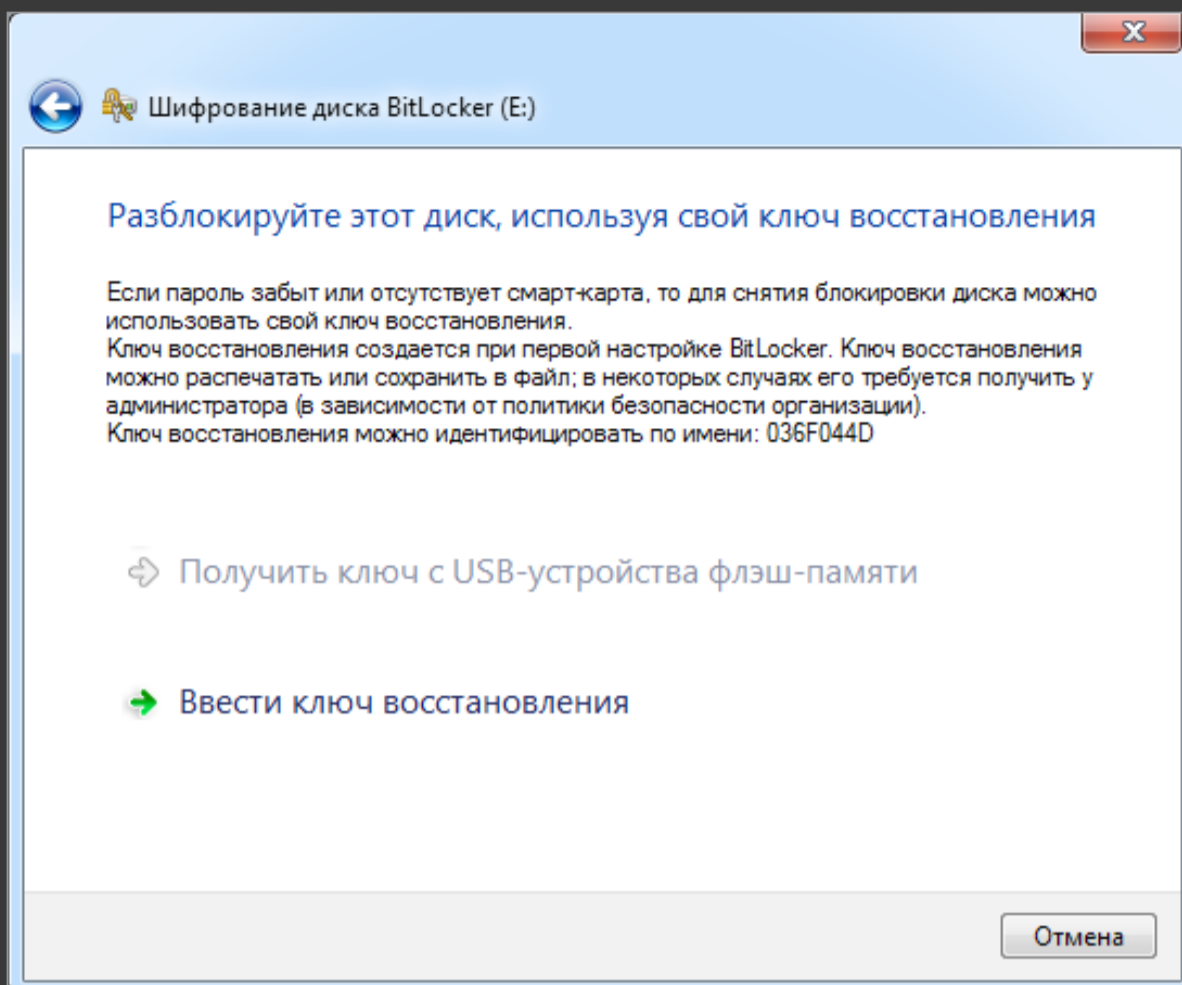 Шифрование диска BitLocker (E:)
Разблокируйте этот диск, используя свой ключ восстановления
Если пароль забыт или отсутствует смарт-карта, то для снятия блокировки диска можно
использовать свой ключ восстановления.
Ключ восстановления создается при первой настройке BitLocker. Ключ восстановления
можно распечатать или сохранить в файл; в некоторых случаях его требуется получить у
администратора (в зависимости от политики безопасности организации).
Ключ восстановления можно идентифицировать по имени: 036F044D
Получить ключ с USB-устройства флэш-памяти
Ввести ключ восстановления
Отмена